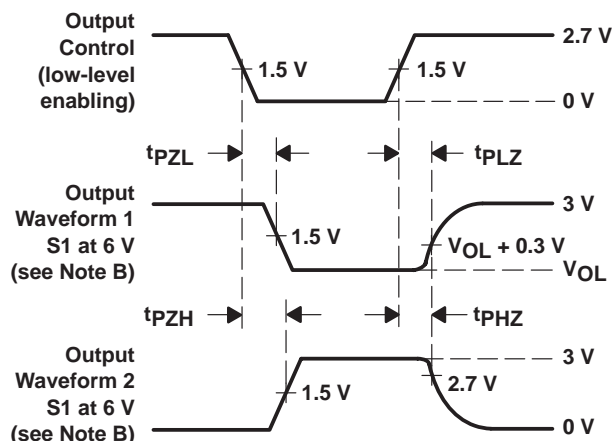 Output
Control
(low-level
enabling)
2.7 V
1.5 V
1.5 V
0 V
tPZL
tPLZ
Output
Waveform 1
S1 at 6 V
(see Note B)
3 V
1.5 V
VOL + 0.3 V
VOL
tPZH
tPHZ
Output
Waveform 2
S1 at 6 V
(see Note B)
3 V
1.5 V
2.7 V
0 V